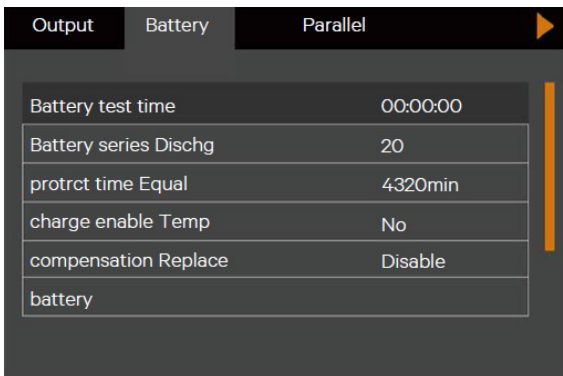 Output Battery Parallel
Battery test time 00:00:00
Battery series Dischg 20
protrct time Equal 4320min
charge enable Temp No
compensation Replace Disable
battery